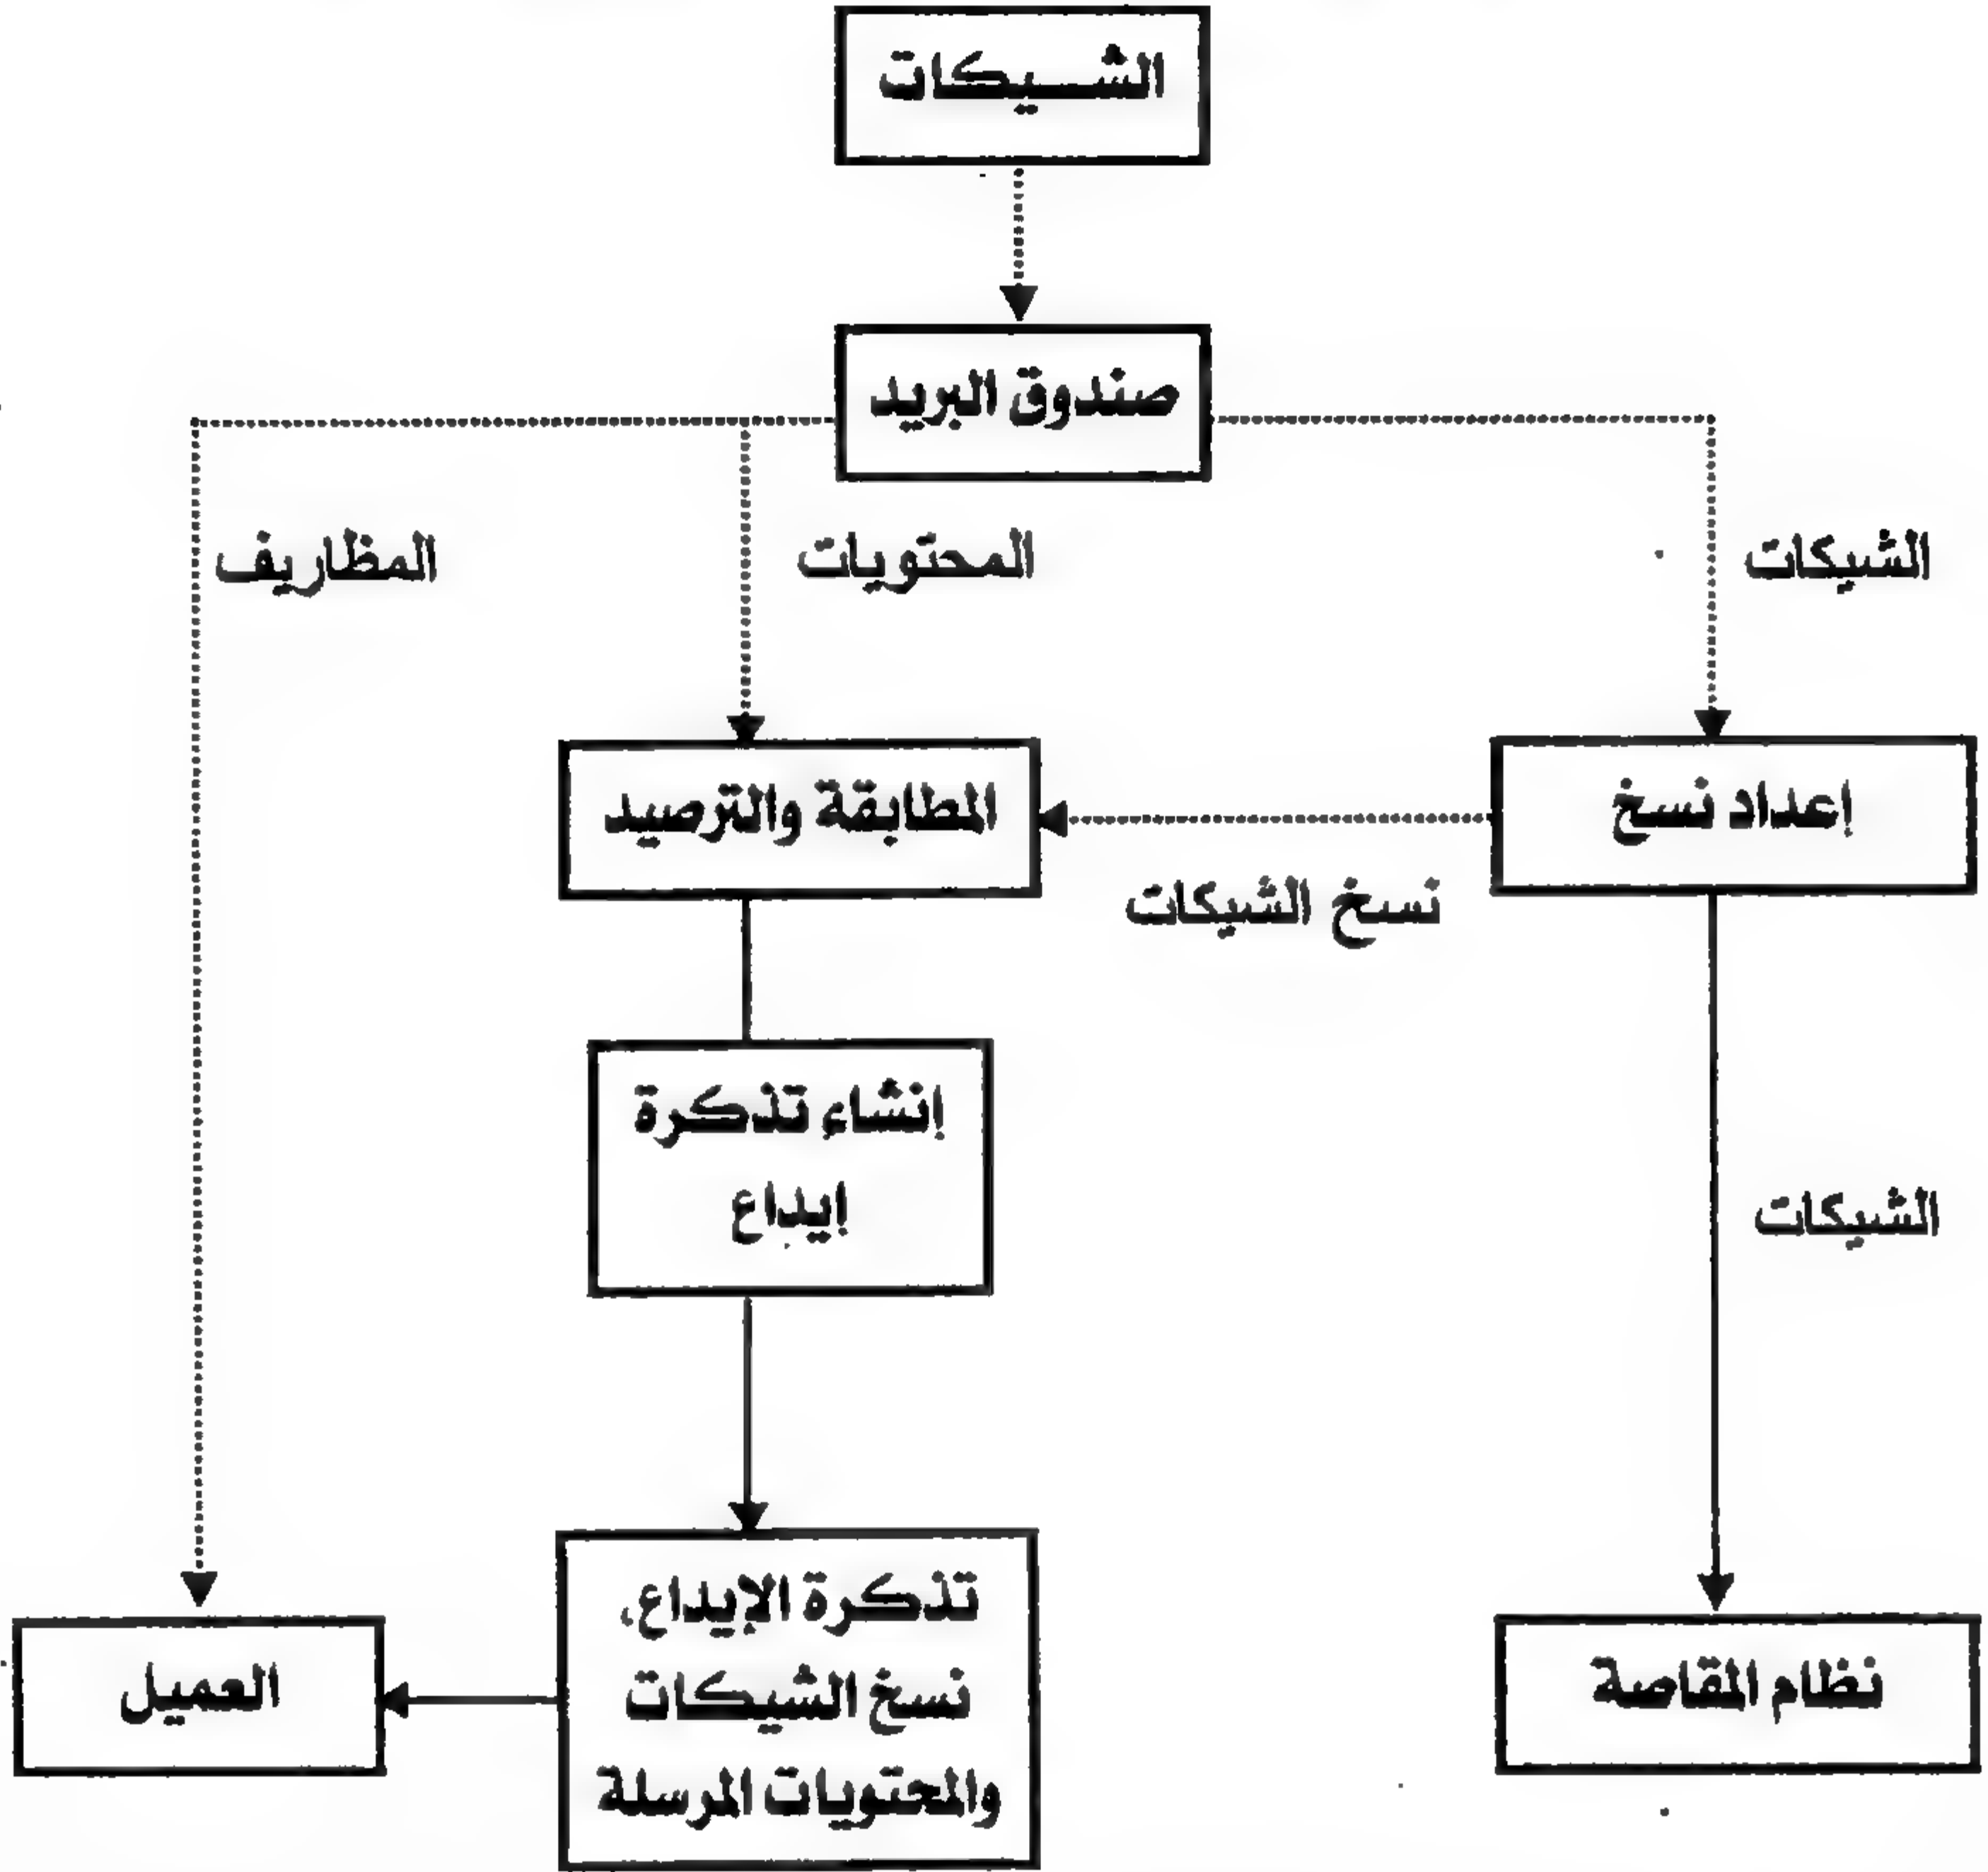 الشيكات
صندوق البريد
الشيكات
المحتويات
المظاريف
إعداد نسخ
المطابقة والترصيد
نسخ الشيكات
إنشاء تذكرة
إيداع
الشيكات
تذكرة الإيداع،
نسخ الشيكات
والمحتويات المرسلة
نظام المقاصة
العميل